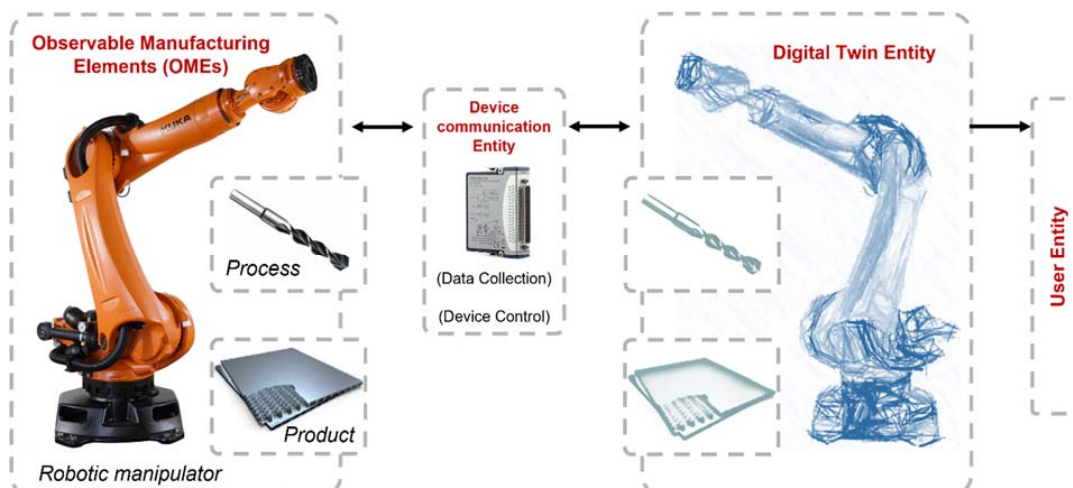 Observable Manufacturing
Elements (OMEs)
KUKA
Process
Product
Robotic manipulator
Device
communication
Entity
(Data Collection)
(Device Control)
Digital Twin Entity
User Entity